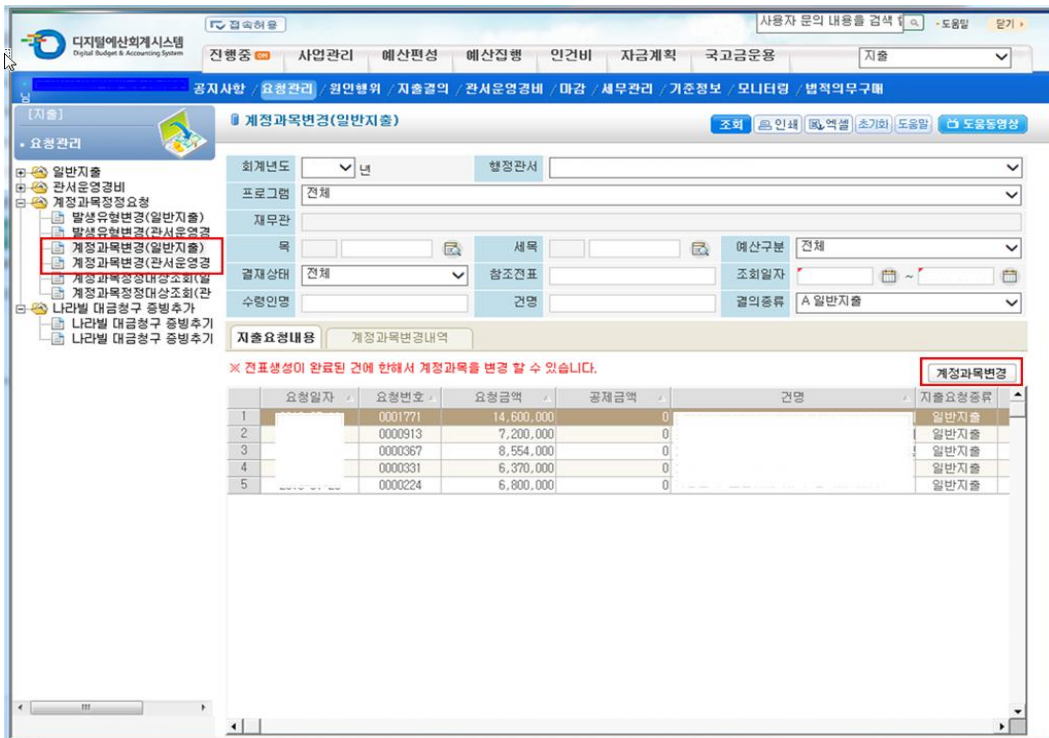 접속허용
사용자 문의 내용을 검색
도움말 닫기
디지털예산회계시스템
Digital Budget & Accounting System
진행중 사업관리 예산편성 예산집행 인건비 자금계획 국고금운용 지출
님
공지사항 / 요청관리 / 원인행위 / 지출결의 / 관서운영경비 / 마감 / 세무관리 / 기준정보 / 모니터링 / 법적의무구매
[지출]
요청관리
일반지출
관서운영경비
계정과목정정요청
발생유형변경(일반지출)
발생유형변경(관서운영경
계정과목변경(일반지출)
계정과목변경(관서운영경
계정과목정정대상조회(일
계정과목정정대상조회(관
나라빌 대금청구 증빙추가
나라빌 대금청구 증빙추기
나라빌 대금청구 증빙추기
계정과목변경(일반지출)
조회 인쇄 엑셀 초기화 도움말 도움동영상
회계년도 년 행정관서
프로그램 전체
재무관
목 세목 예산구분 전체
결재상태 전체 참조전표 조회일자 ~
수령인명 건명 결의종류 A 일반지출
지출요청내용 계정과목변경내역
※ 전표생성이 완료된 건에 한해서 계정과목을 변경 할 수 있습니다.
계정과목변경
요청일자 요청번호 요청금액 공제금액 건명 지출요청종류
1 0001771 14,600,000 0 일반지출
2 0000913 7,200,000 0 일반지출
3 0000367 8,554,000 0 일반지출
4 0000331 6,370,000 0 일반지출
5 0000224 6,800,000 0 일반지출